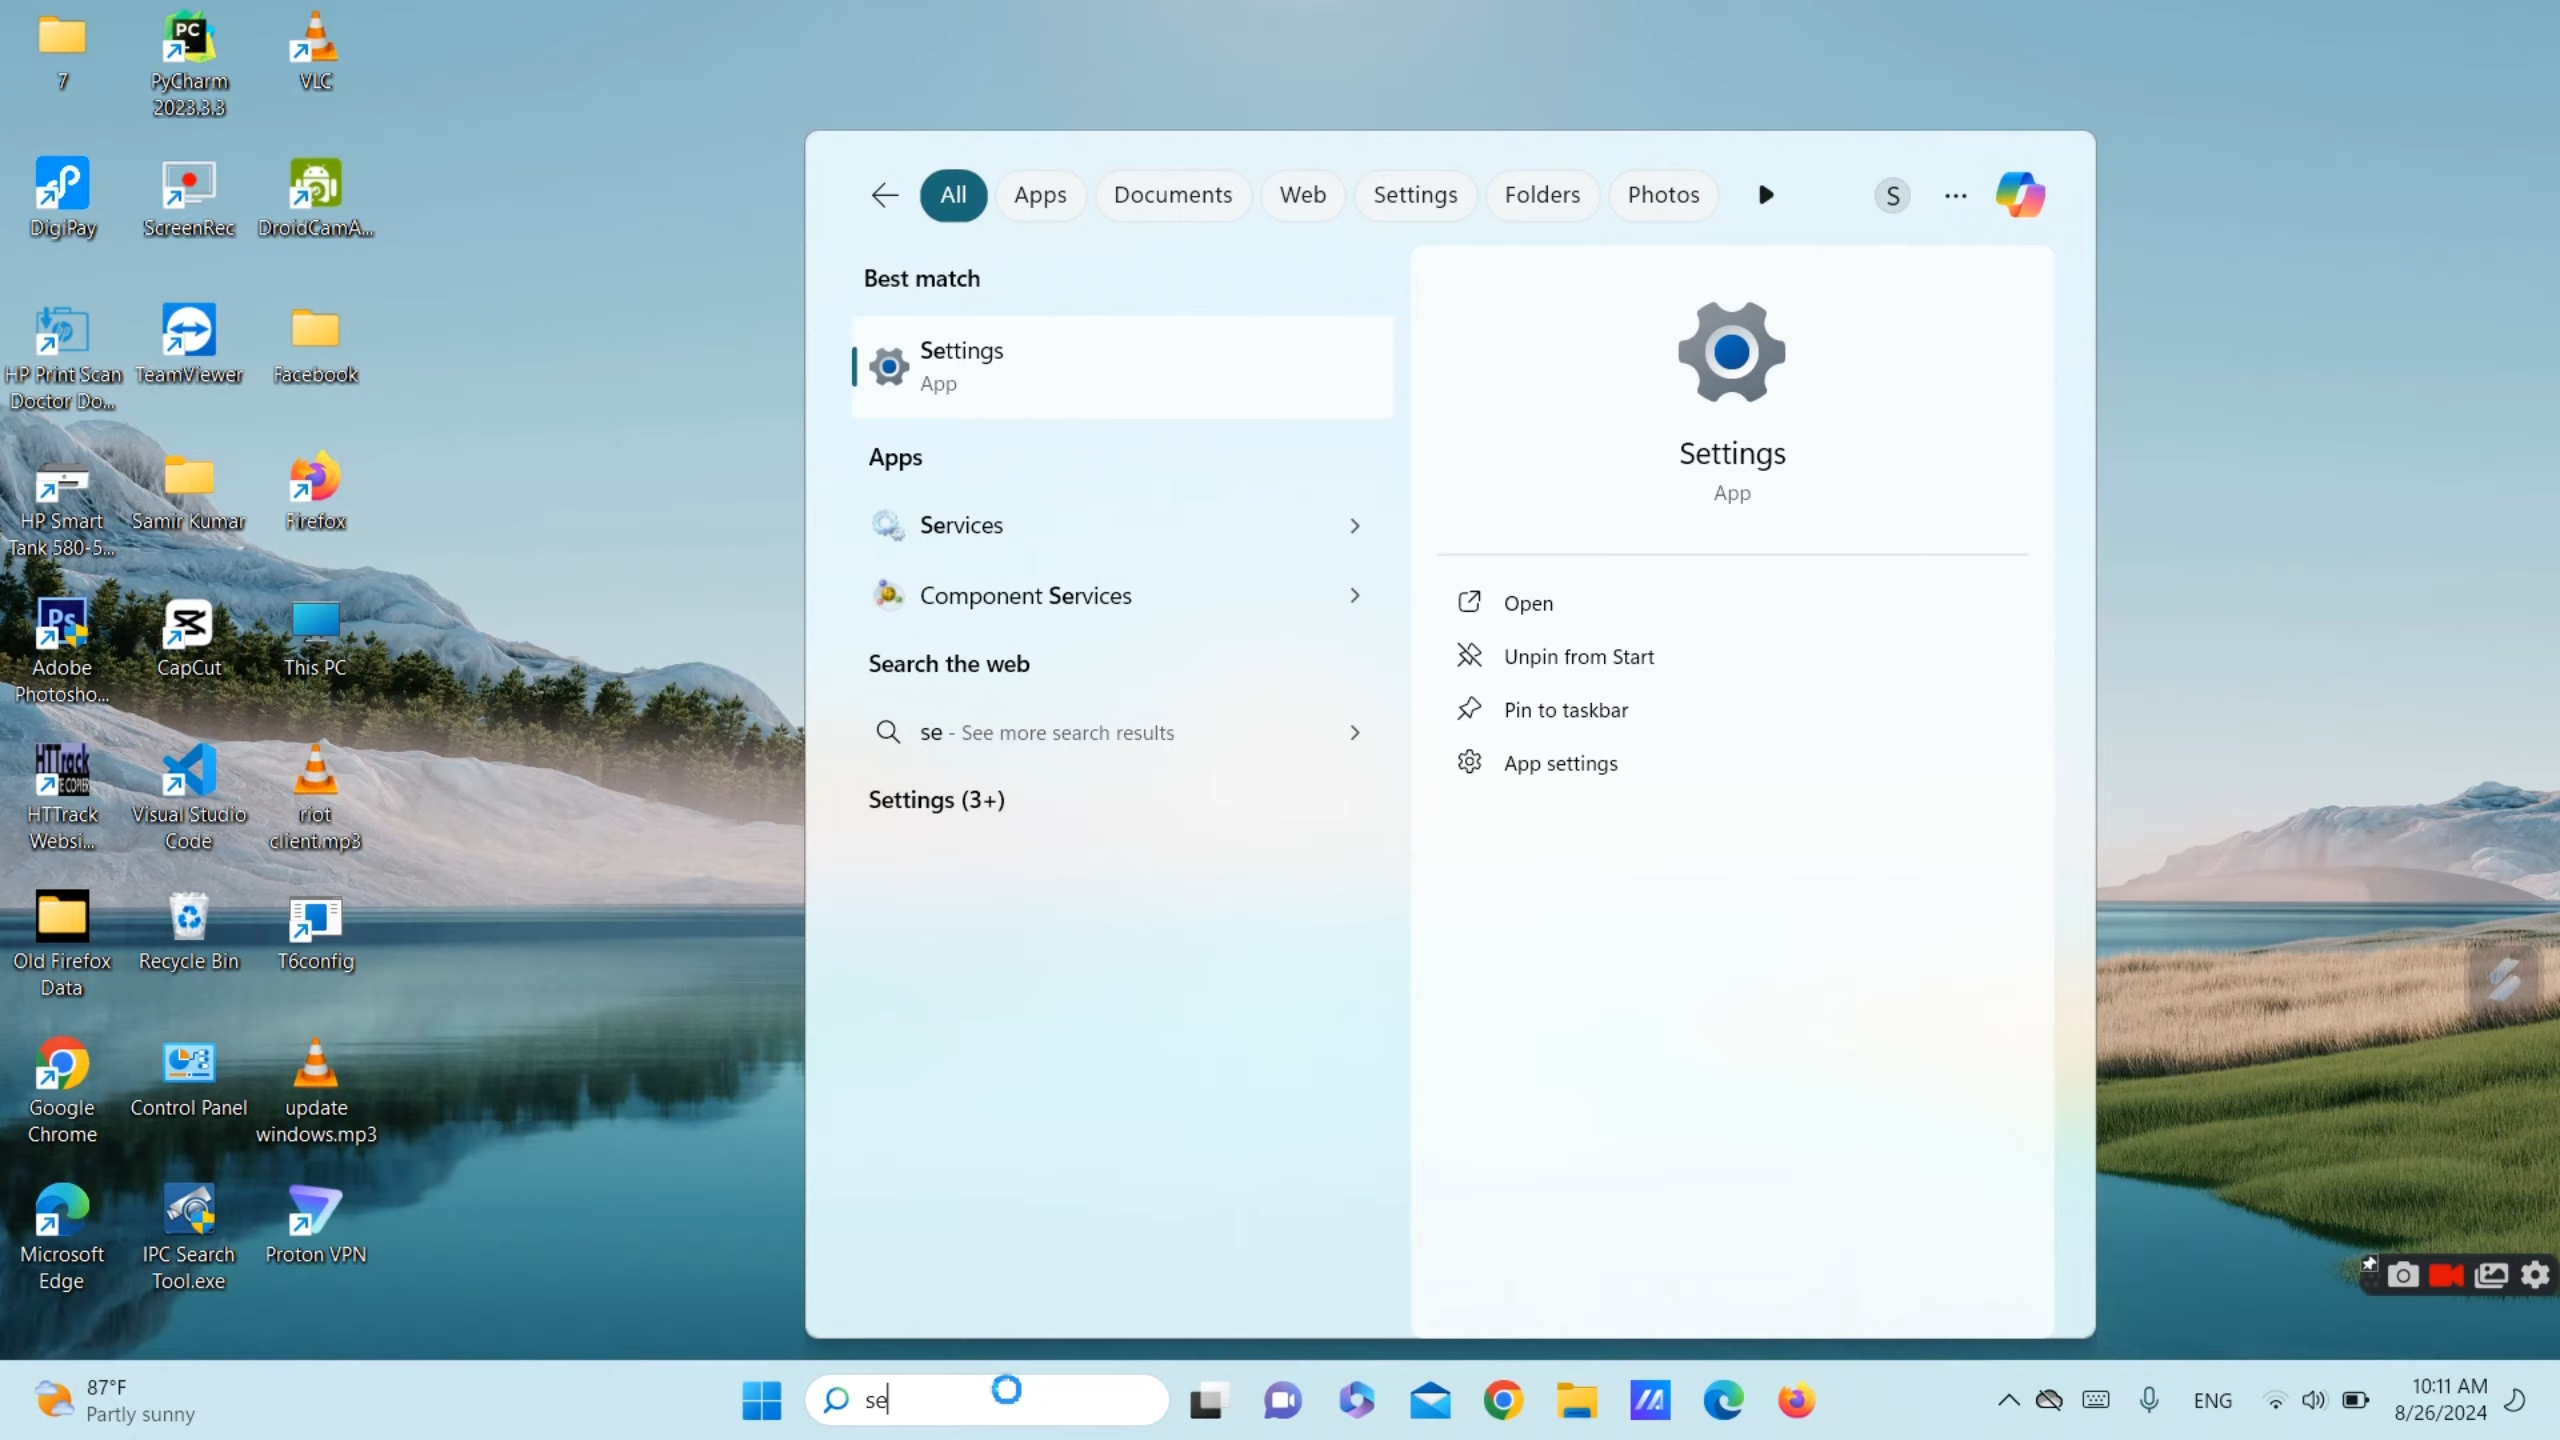 7
PyCharm
2023.3.3
VLC
DigiPay
ScreenRec
DroidCamA...
HP Print Scan
Doctor Do...
TeamViewer
Facebook
HP Smart
Tank 580-5...
Samir Kumar
Firefox
Adobe
Photosho...
CapCut
This PC
HTTrack
Websi...
Visual Studio
Code
riot
client.mp3
Old Firefox
Data
Recycle Bin
T6config
Google
Chrome
Control Panel
update
windows.mp3
Microsoft
Edge
IPC Search
Tool.exe
Proton VPN
All
Apps
Documents
Web
Settings
Folders
Photos
S
Best match
Settings
App
Apps
Services
Component Services
Search the web
se - See more search results
Settings (3+)
Settings
App
Open
Unpin from Start
Pin to taskbar
App settings
87°F
Partly sunny
se
ENG
10:11 AM
8/26/2024